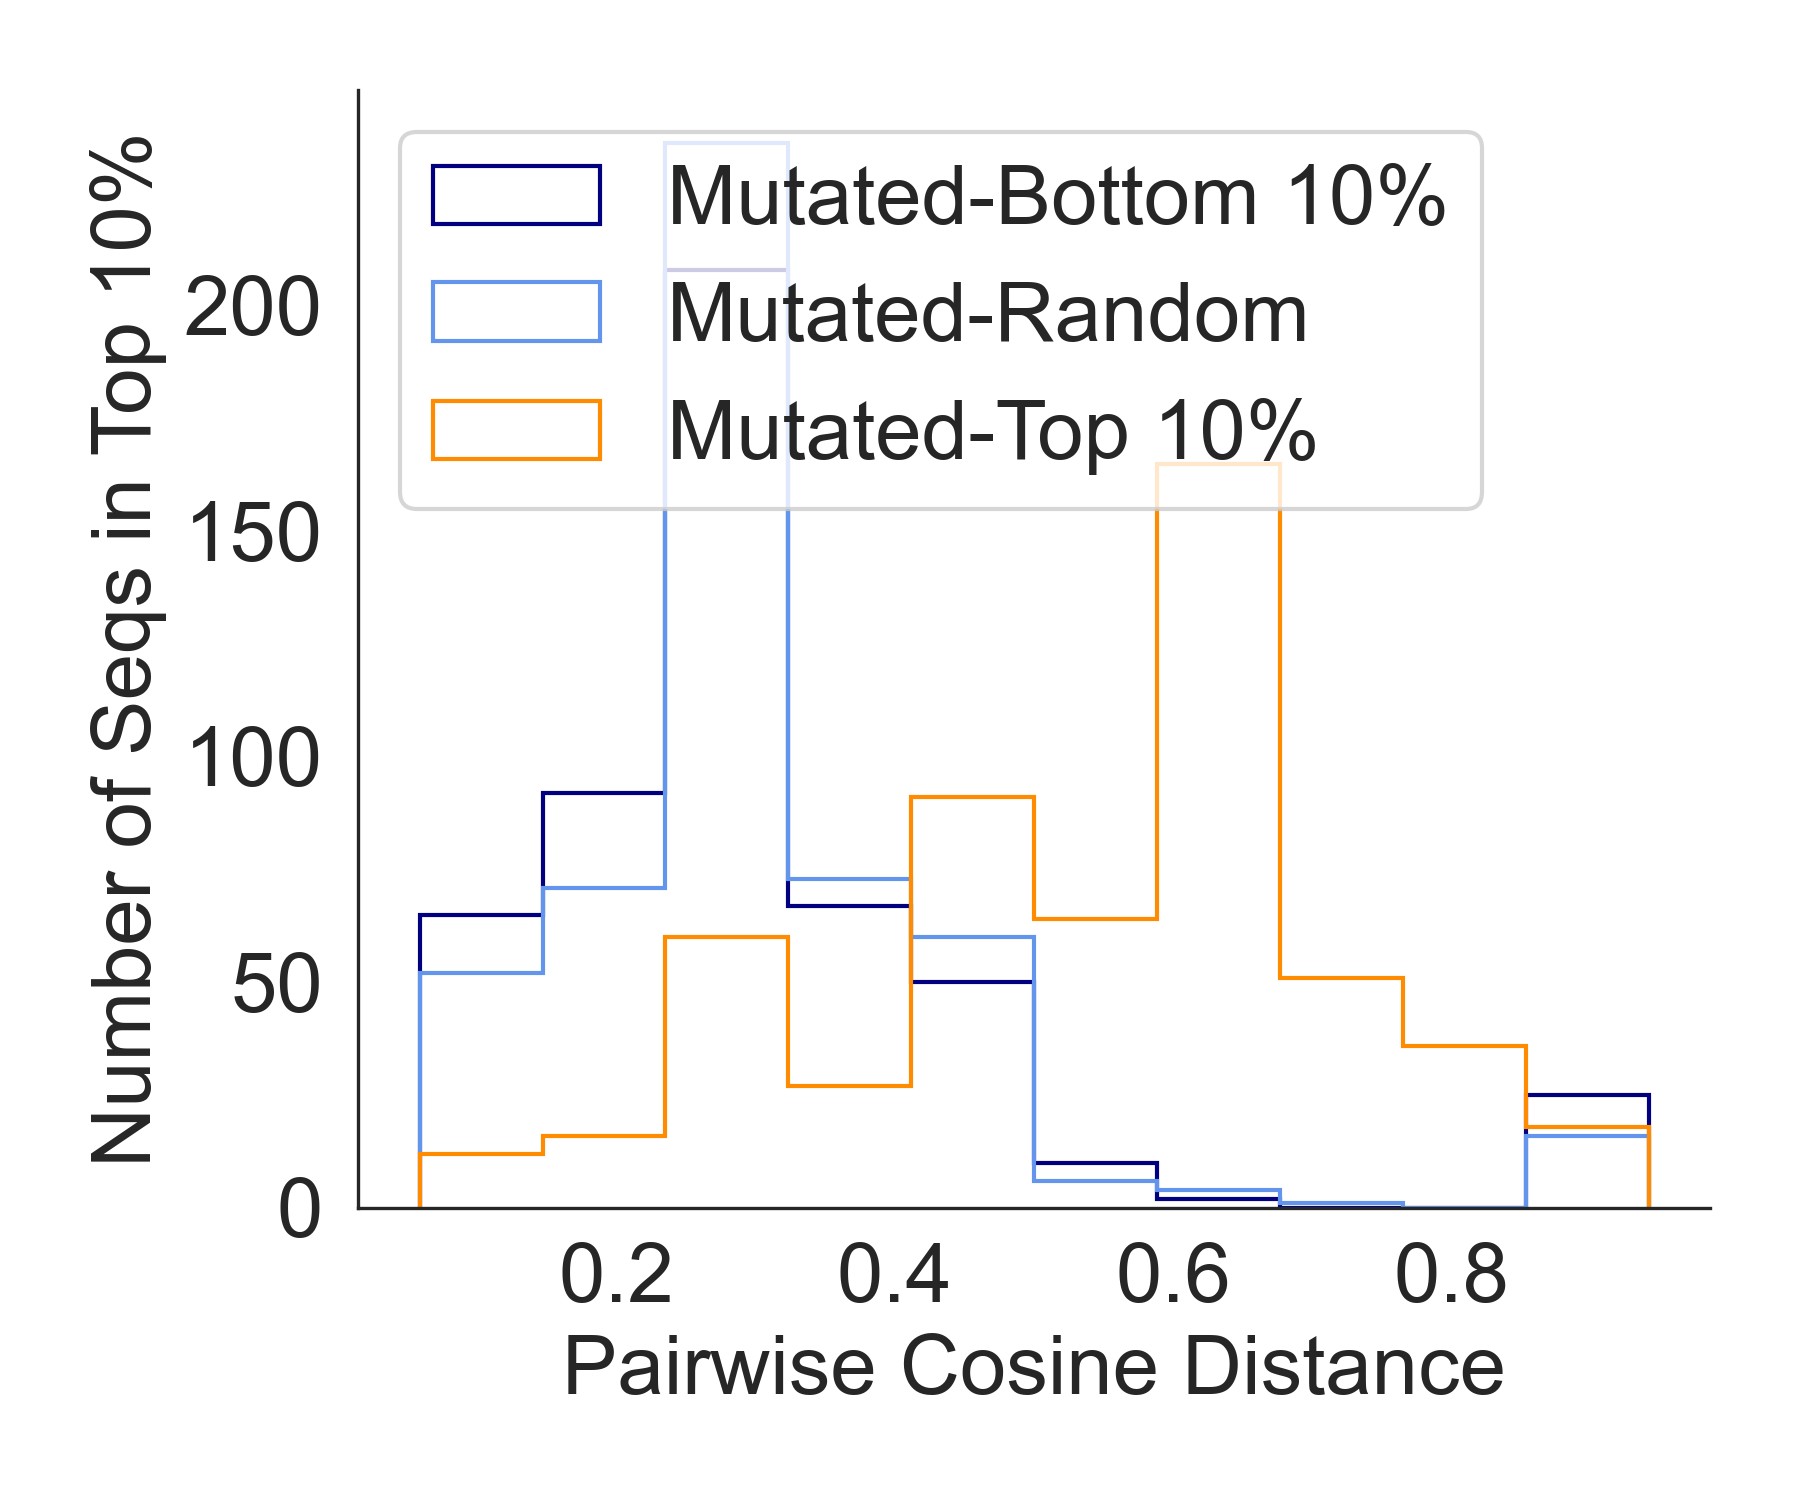 Number of Seqs in Top 10%
200
150
100
50
0
Mutated-Bottom 10%
Mutated-Random
Mutated-Top 10%
0.2 0.4 0.6 0.8
Pairwise Cosine Distance